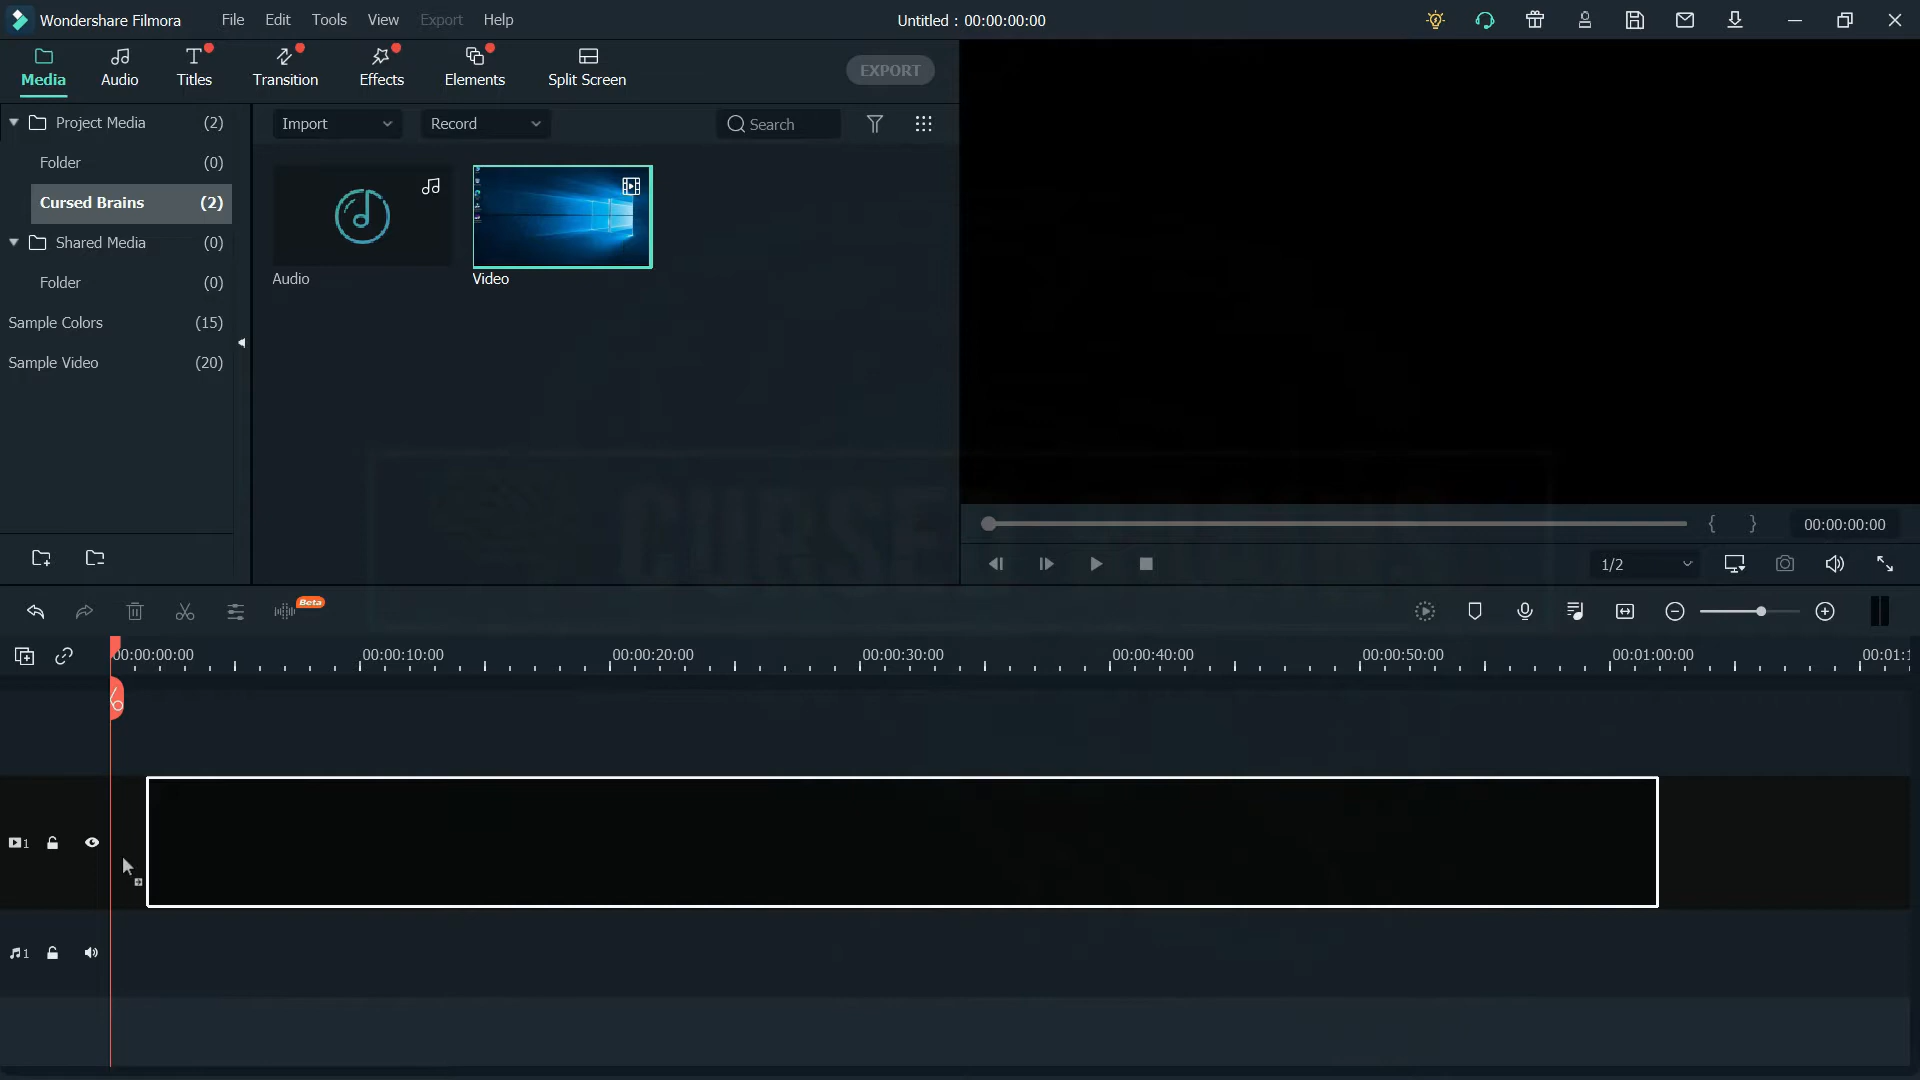 Wondershare Filmora File Edit Tools View Export Help Untitled : 00:00:00:00
Media Audio Titles Transition Effects Elements Split Screen EXPORT
Project Media (2)
Folder (0)
Cursed Brains (2)
Shared Media (0)
Folder (0)
Sample Colors (15)
Sample Video (20)
Import Record Search
Audio Video
00:00:00:00
1/2
Beta
00:00:00:00 00:00:10:00 00:00:20:00 00:00:30:00 00:00:40:00 00:00:50:00 00:01:00:00 00:01:1
1
1